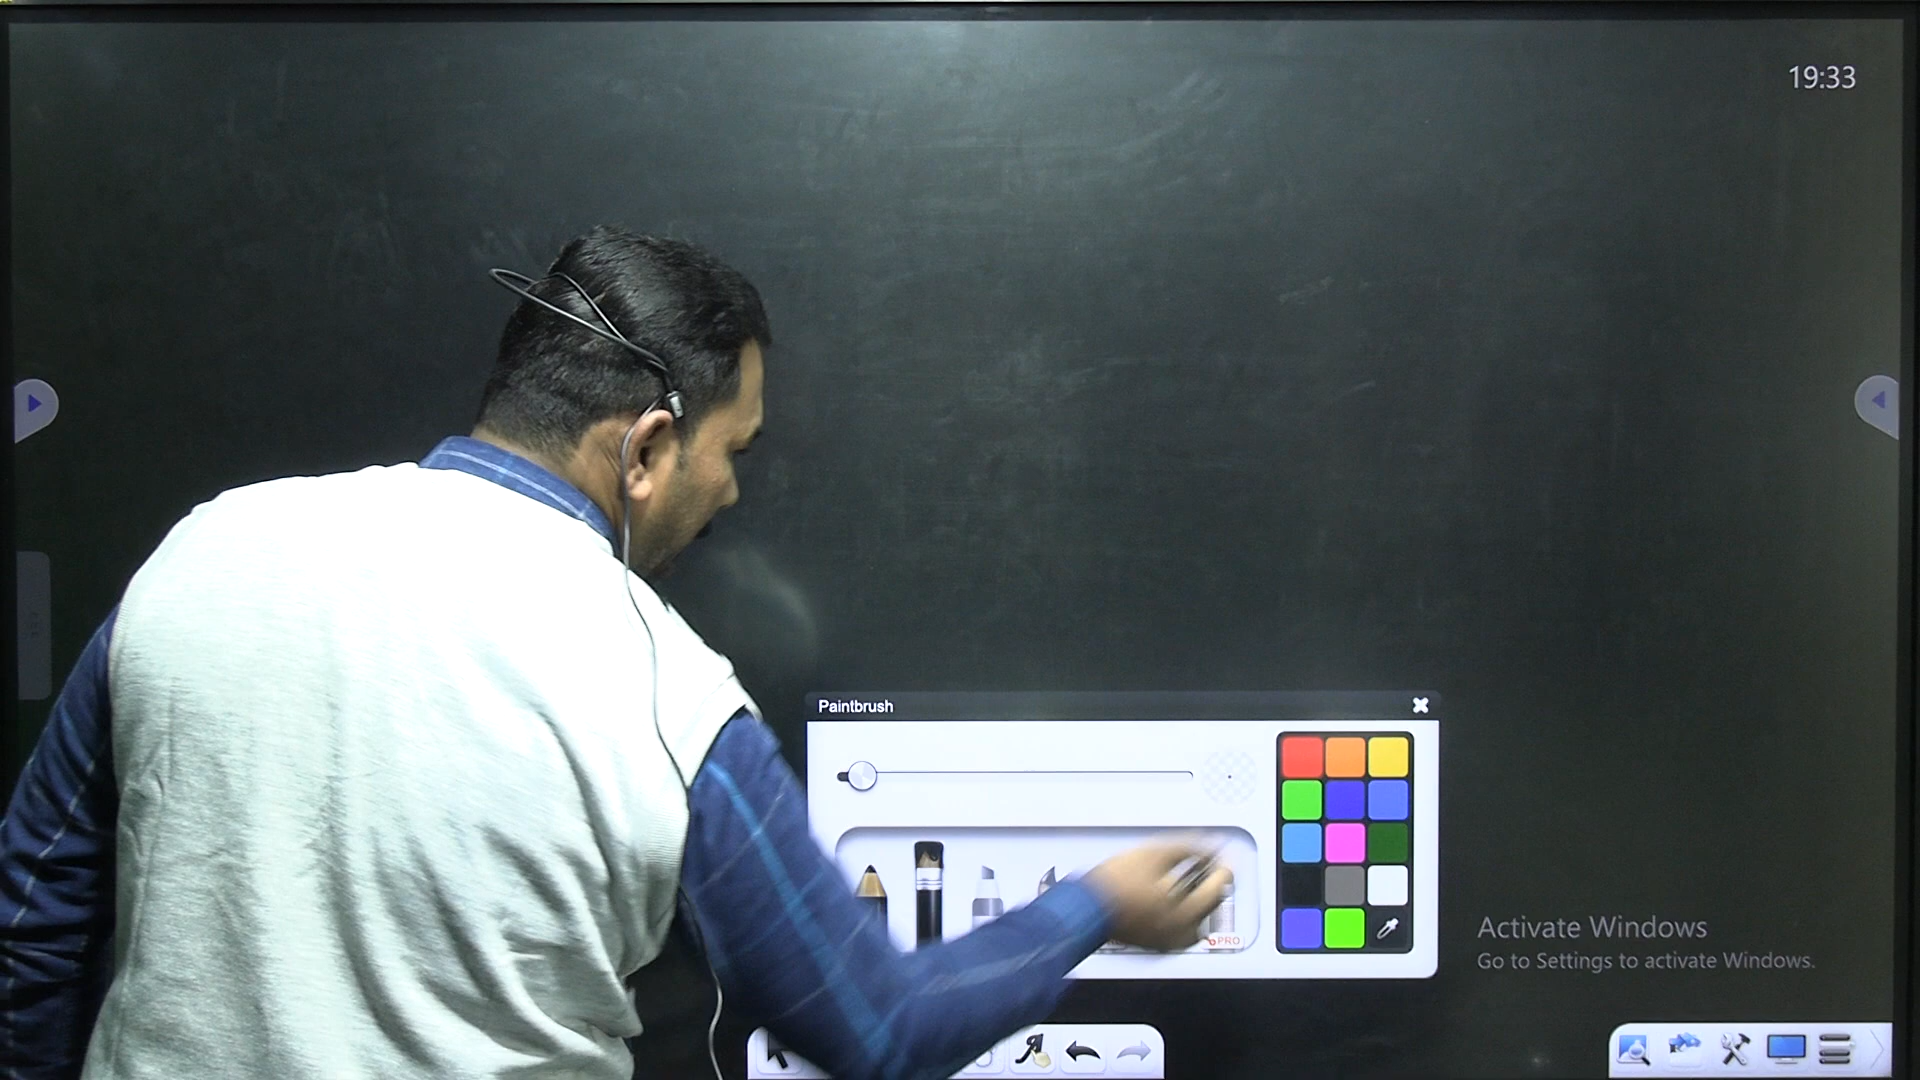 19:33
Paintbrush
PRO
Activate Windows
Go to Settings to activate Windows.